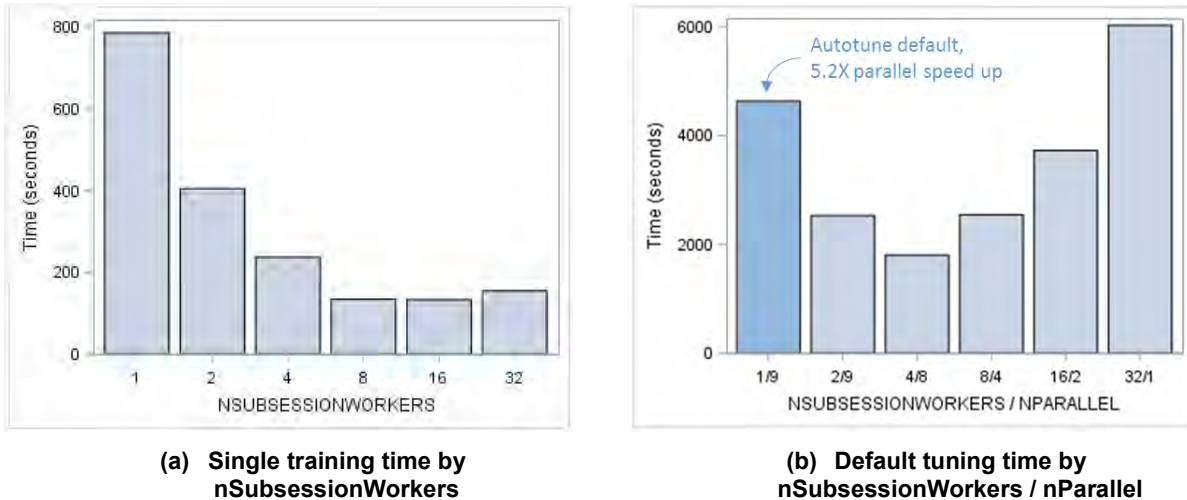 800
600
400
200
0
Time (seconds)
1 2 4 8 16 32
NSUBSESSIONWORKERS
(a) Single training time by
nSubsessionWorkers
6000
4000
2000
0
Time (seconds)
Autotune default,
5.2X parallel speed up
1/9 2/9 4/8 8/4 16/2 32/1
NSUBSESSIONWORKERS / NPARALLEL
(b) Default tuning time by
nSubsessionWorkers / nParallel